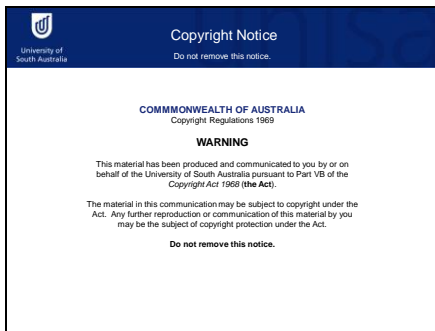 Copyright Notice
Do not remove this notice.
University of
South Australia
COMMMONWEALTH OF AUSTRALIA
Copyright Regulations 1969
WARNING
This material has been produced and communicated to you by or on
behalf of the University of South Australia pursuant to Part VB of the
Copyright Act 1968 (the Act).
The material in this communication may be subject to copyright under the
Act.  Any further reproduction or communication of this material by you
may be the subject of copyright protection under the Act.
Do not remove this notice.